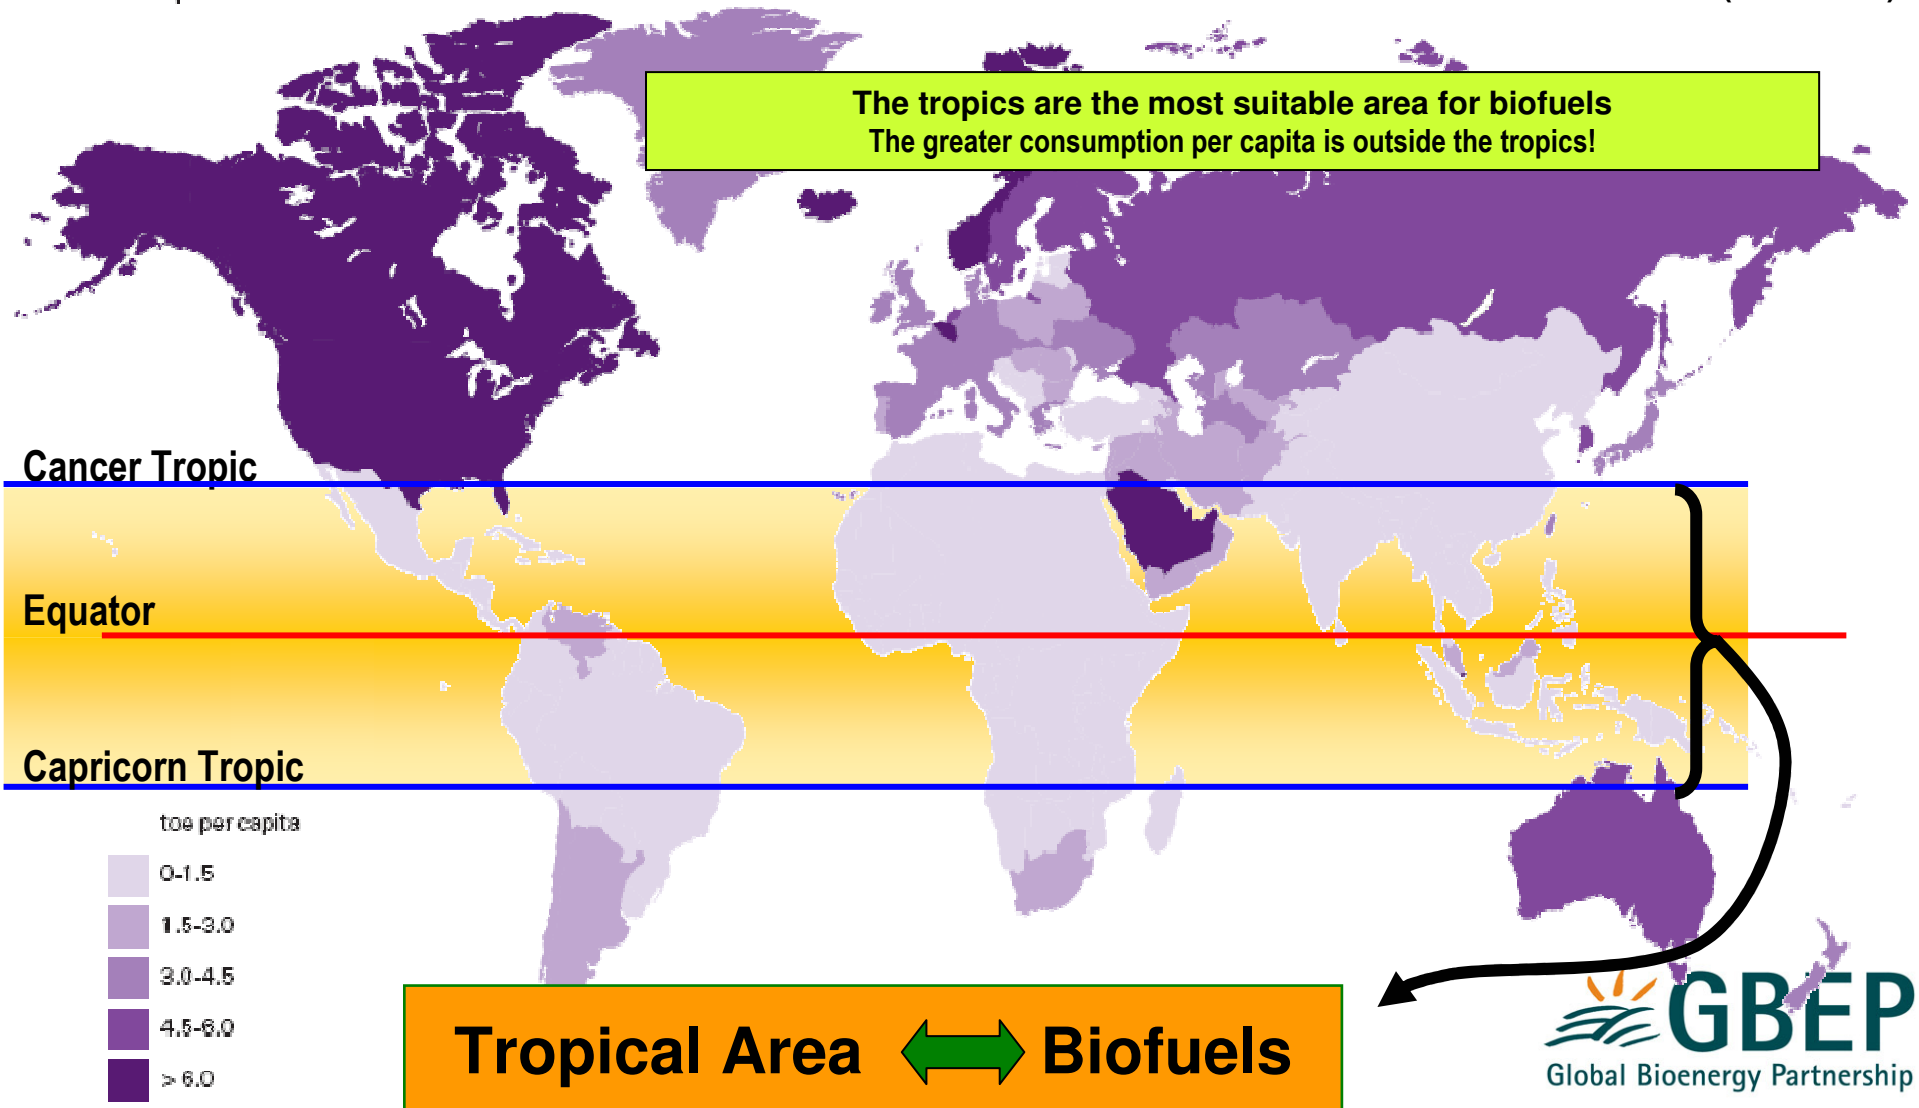 The tropics are the most suitable area for biofuels
The greater consumption per capita is outside the tropics!
Cancer Tropic
Equator
Capricorn Tropic
toe per capita
0-1.5
1.5-3.0
3.0-4.5
4.5-6.0
> 6.0
Tropical Area Biofuels
GBEP
Global Bioenergy Partnership